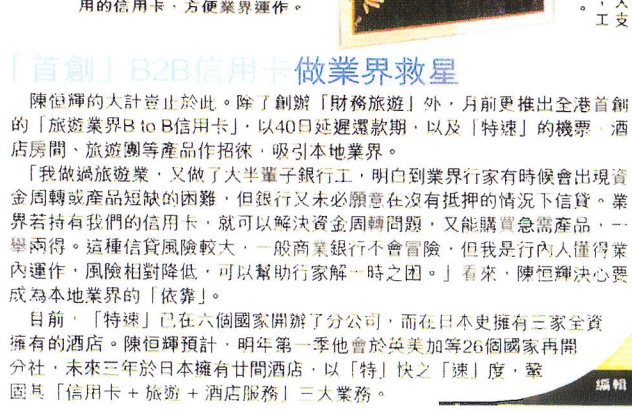 用的信用卡，方便業界運作。
「首創」B2B信用卡做業界救星
陳恒輝的大計豈止於此。除了創辦「財務旅遊」外，月前更推出全港首創
的「旅遊業界B to B信用卡」，以40日延遲還款期，以及「特速」的機票、酒
店房間、旅遊團等產品作招徠，吸引本地業界。
「我做過旅遊業，又做了大半輩子銀行工，明白到業界行家有時候會出現資
金周轉或產品短缺的困難，但銀行又未必願意在沒有抵押的情況下信貸。業
界若持有我們的信用卡，就可以解決資金周轉問題，又能購買急需產品，一
舉兩得。這種信貸風險較大，一般商業銀行不會冒險，但我是行內人懂得業
內運作，風險相對降低，可以幫助行家解一時之困。」看來，陳恒輝決心要
成為本地業界的「依靠」。
目前，「特速」已在六個國家開辦了分公司，而在日本更擁有三家全資
擁有的酒店。陳恒輝預計，明年第一季他會於英美加等26個國家再開
分社，未來三年於日本擁有廿間酒店，以「特」快之「速」度，鞏
固其「信用卡 + 旅遊 + 酒店服務」三大業務。
編輯